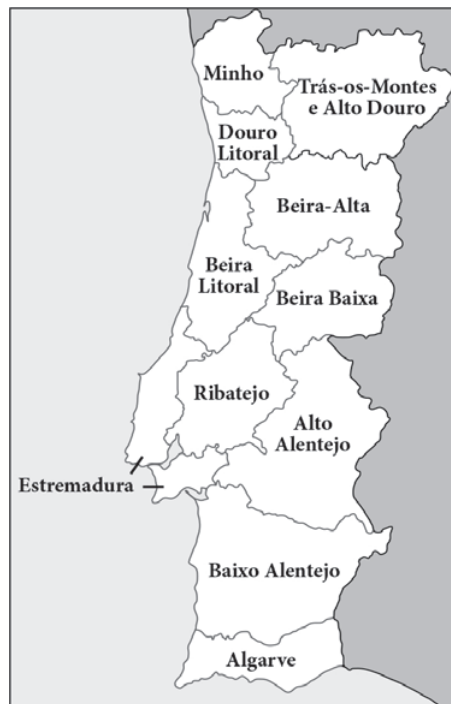 Minho
Trás-os-Montes
e Alto Douro
Douro
Litoral
Beira-Alta
Beira
Litoral
Beira Baixa
Ribatejo
Alto
Alentejo
Estremadura
Baixo Alentejo
Algarve